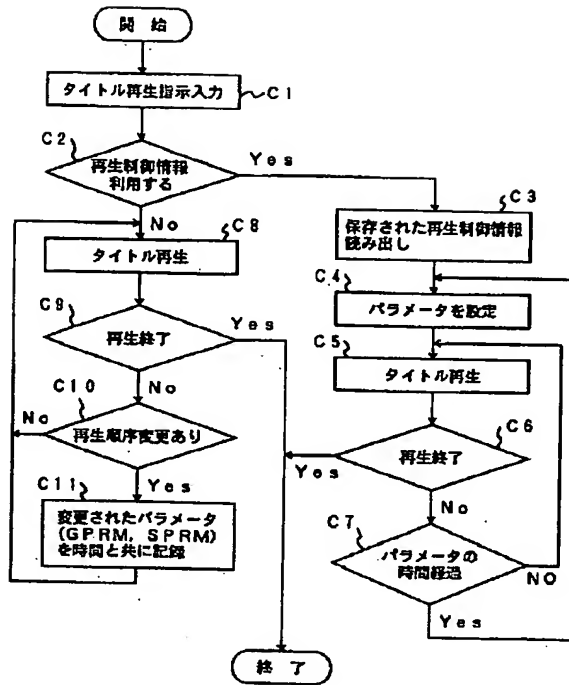 開 始
タイトル再生指示入力
C1
C2
再生制御情報
利用する
Yes
No
C3
保存された再生制御情報
読み出し
C8
タイトル再生
C4
パラメータを設定
C9
再生終了
Yes
No
C5
タイトル再生
C10
No
再生順序変更あり
Yes
C6
再生終了
Yes
No
C11
変更されたパラメータ
(GPRM, SPRM)
を時間と共に記録
C7
パラメータの
時間経過
NO
Yes
終 了